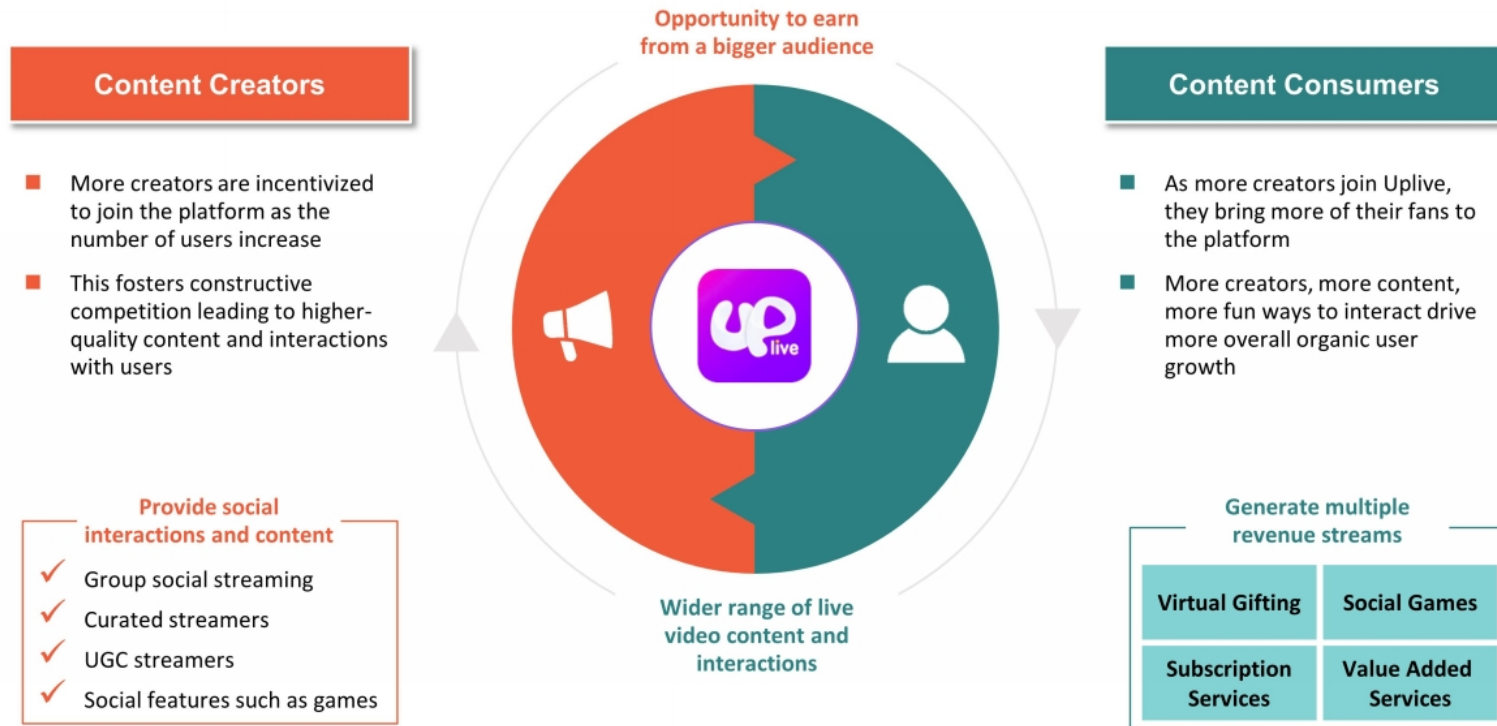 Opportunity to earn
from a bigger audience
Content Creators
More creators are incentivized
to join the platform as the
number of users increase
This fosters constructive
competition leading to higher-
quality content and interactions
with users
Provide social
interactions and content
Group social streaming
Curated streamers
UGC streamers
Social features such as games
up
live
Wider range of live
video content and
interactions
Content Consumers
As more creators join Uplive,
they bring more of their fans to
the platform
More creators, more content,
more fun ways to interact drive
more overall organic user
growth
Generate multiple
revenue streams
Virtual Gifting
Social Games
Subscription
Services
Value Added
Services